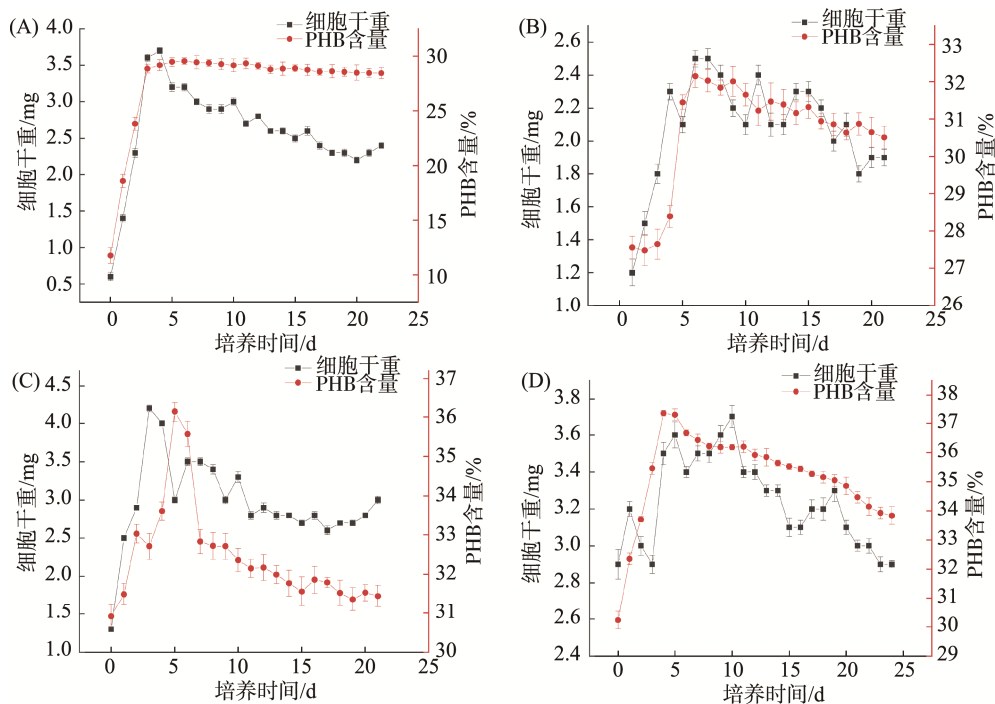 (A)
细胞干重
PHB含量
4.0
3.5
3.0
2.5
2.0
1.5
1.0
0.5
细胞干重/mg
30
25
20
15
10
PHB含量/%
0 5 10 15 20 25
培养时间/d
(B)
细胞干重
PHB含量
2.6
2.4
2.2
2.0
1.8
1.6
1.4
1.2
1.0
细胞干重/mg
33
32
31
30
29
28
27
26
PHB含量/%
0 5 10 15 20 25
培养时间/d
(C)
细胞干重
PHB含量
4.5
4.0
3.5
3.0
2.5
2.0
1.5
1.0
细胞干重/mg
37
36
35
34
33
32
31
30
PHB含量/%
0 5 10 15 20 25
培养时间/d
(D)
细胞干重
PHB含量
3.8
3.6
3.4
3.2
3.0
2.8
2.6
2.4
细胞干重/mg
38
37
36
35
34
33
32
31
30
29
PHB含量/%
0 5 10 15 20 25
培养时间/d